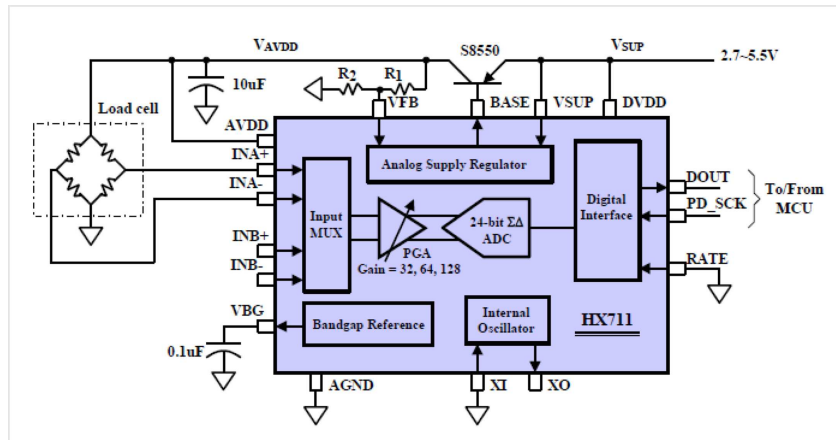 V_AVDD
S8550
V_SUP
2.7~5.5V
R2
R1
10uF
Load cell
VFB
BASE
VSUP
DVDD
AVDD
INA+
INA-
INB+
INB-
Analog Supply Regulator
Input
MUX
PGA
Gain = 32, 64, 128
24-bit ΣΔ
ADC
Digital
Interface
DOUT
PD_SCK
To/From
MCU
RATE
VBG
0.1uF
Bandgap Reference
Internal
Oscillator
HX711
AGND
XI
XO